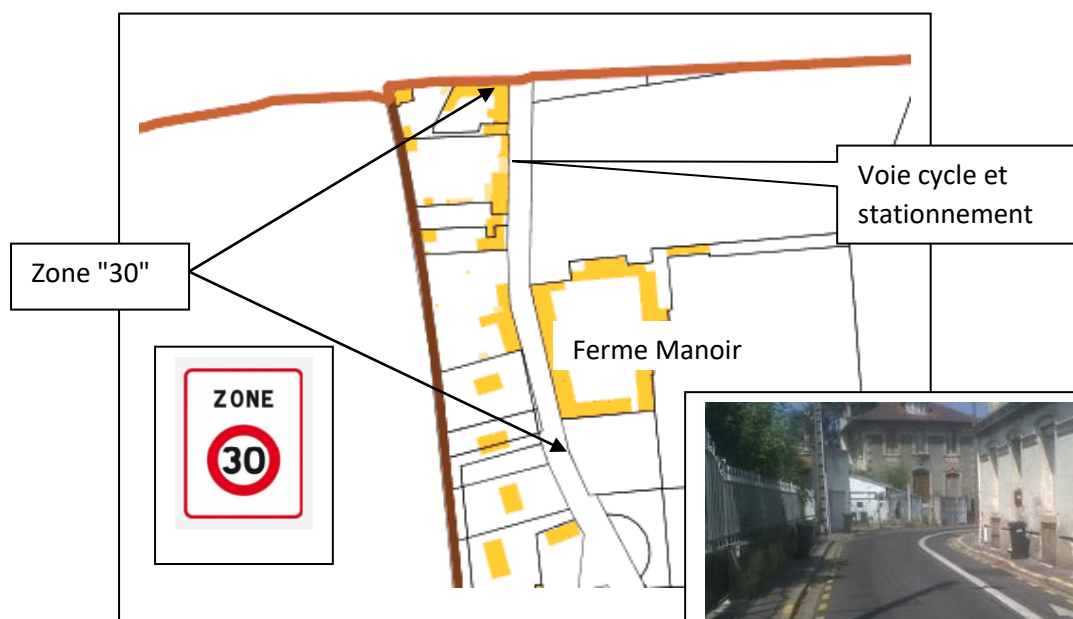 Voie cycle et
stationnement
Zone "30"
Ferme Manoir
ZONE
30